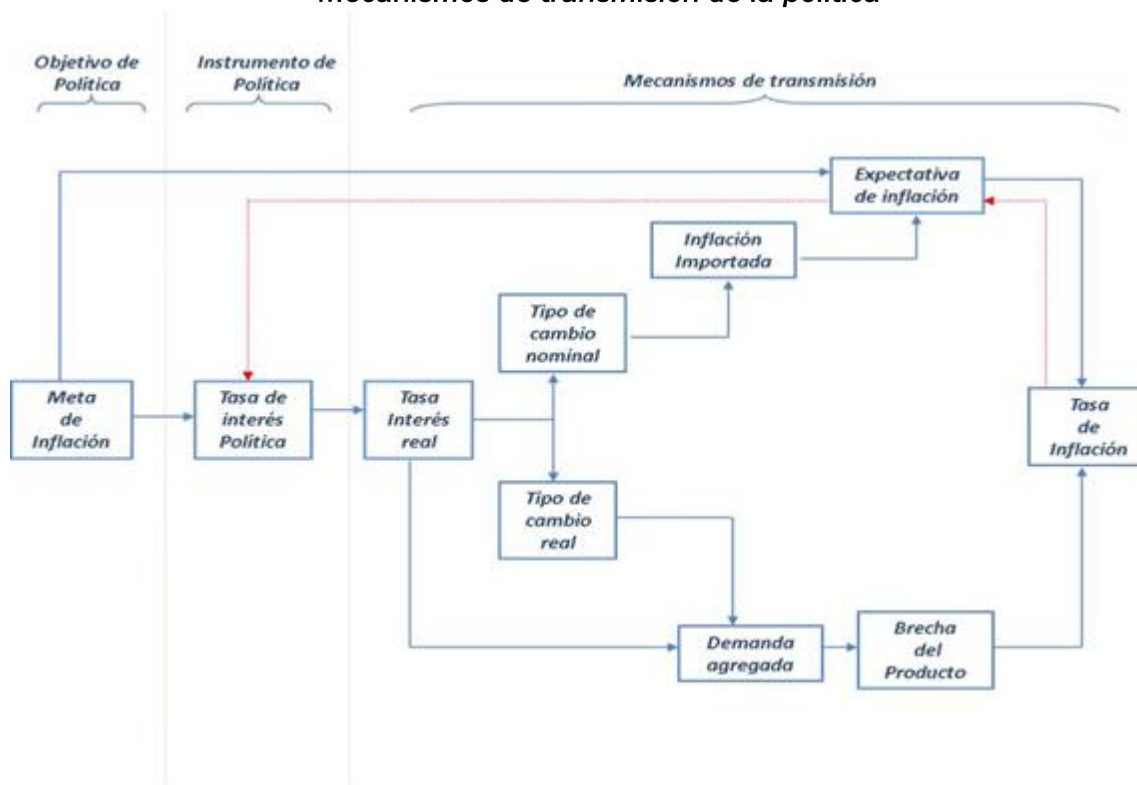 Mecanismos de transmisión de la política
Objetivo de
Política
Instrumento de
Política
Mecanismos de transmisión
Expectativa
de inflación
Inflación
Importada
Tipo de
cambio
nominal
Meta
de
Inflación
Tasa de
interés
Política
Tasa
Interés
real
Tasa
de
Inflación
Tipo de
cambio
real
Demanda
agregada
Brecha
del
Producto